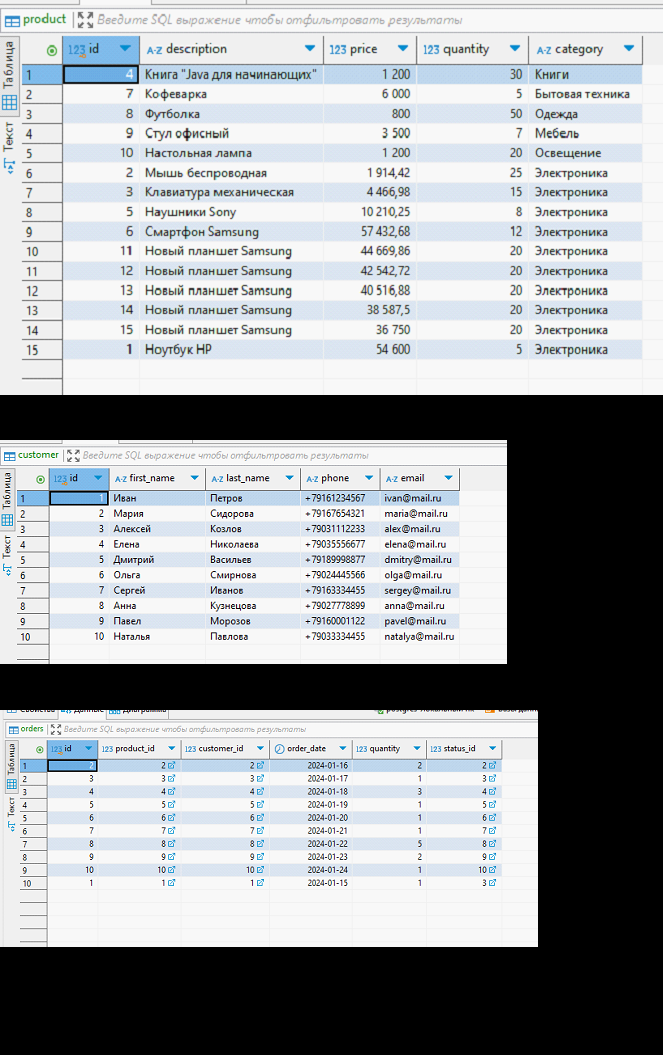 product Введите SQL выражение чтобы отфильтровать результаты
Таблица
Текст
123 id A-Z description 123 price 123 quantity A-Z category
1 4 Книга "Java для начинающих" 1 200 30 Книги
2 7 Кофеварка 6 000 5 Бытовая техника
3 8 Футболка 800 50 Одежда
4 9 Стул офисный 3 500 7 Мебель
5 10 Настольная лампа 1 200 20 Освещение
6 2 Мышь беспроводная 1 914,42 25 Электроника
7 3 Клавиатура механическая 4 466,98 15 Электроника
8 5 Наушники Sony 10 210,25 8 Электроника
9 6 Смартфон Samsung 57 432,68 12 Электроника
10 11 Новый планшет Samsung 44 669,86 20 Электроника
11 12 Новый планшет Samsung 42 542,72 20 Электроника
12 13 Новый планшет Samsung 40 516,88 20 Электроника
13 14 Новый планшет Samsung 38 587,5 20 Электроника
14 15 Новый планшет Samsung 36 750 20 Электроника
15 1 Ноутбук HP 54 600 5 Электроника
customer Введите SQL выражение чтобы отфильтровать результаты
Таблица
Текст
123 id A-Z first_name A-Z last_name A-Z phone A-Z email
1 1 Иван Петров +79161234567 ivan@mail.ru
2 2 Мария Сидорова +79167654321 maria@mail.ru
3 3 Алексей Козлов +79031112233 alex@mail.ru
4 4 Елена Николаева +79035556677 elena@mail.ru
5 5 Дмитрий Васильев +79189998877 dmitry@mail.ru
6 6 Ольга Смирнова +79024445566 olga@mail.ru
7 7 Сергей Иванов +79163334455 sergey@mail.ru
8 8 Анна Кузнецова +79027778899 anna@mail.ru
9 9 Павел Морозов +79160001122 pavel@mail.ru
10 10 Наталья Павлова +79033334455 natalya@mail.ru
orders Введите SQL выражение чтобы отфильтровать результаты
Таблица
Текст
123 id 123 product_id 123 customer_id order_date 123 quantity 123 status_id
1 2 2 2 2024-01-16 2 2
2 3 3 3 2024-01-17 1 3
3 4 4 4 2024-01-18 3 4
4 5 5 5 2024-01-19 1 5
5 6 6 6 2024-01-20 1 6
6 7 7 7 2024-01-21 1 7
7 8 8 8 2024-01-22 5 8
8 9 9 9 2024-01-23 2 9
9 10 10 10 2024-01-24 1 10
10 1 1 1 2024-01-15 1 3